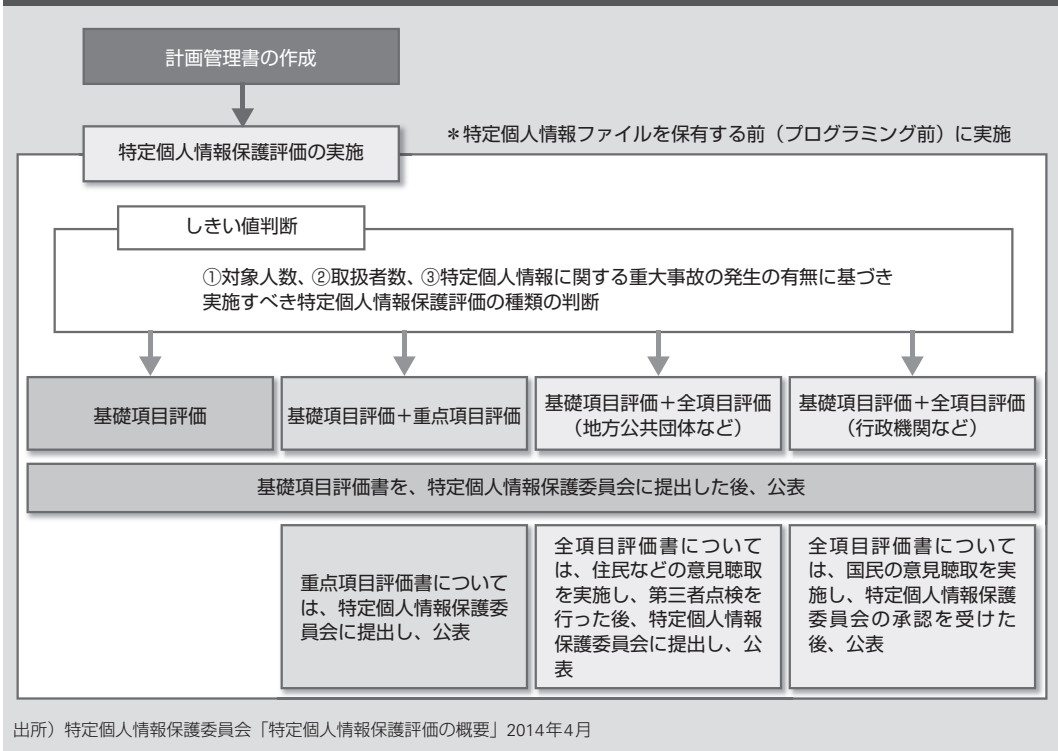 計画管理書の作成
特定個人情報保護評価の実施
＊特定個人情報ファイルを保有する前（プログラミング前）に実施
しきい値判断
①対象人数、②取扱者数、③特定個人情報に関する重大事故の発生の有無に基づき
実施すべき特定個人情報保護評価の種類の判断
基礎項目評価
基礎項目評価＋重点項目評価
基礎項目評価＋全項目評価
（地方公共団体など）
基礎項目評価＋全項目評価
（行政機関など）
基礎項目評価書を、特定個人情報保護委員会に提出した後、公表
重点項目評価書について
は、特定個人情報保護委
員会に提出し、公表
全項目評価書について
は、住民などの意見聴取
を実施し、第三者点検を
行った後、特定個人情報
保護委員会に提出し、公
表
全項目評価書について
は、国民の意見聴取を実
施し、特定個人情報保護
委員会の承認を受けた
後、公表
出所）特定個人情報保護委員会「特定個人情報保護評価の概要」2014年4月